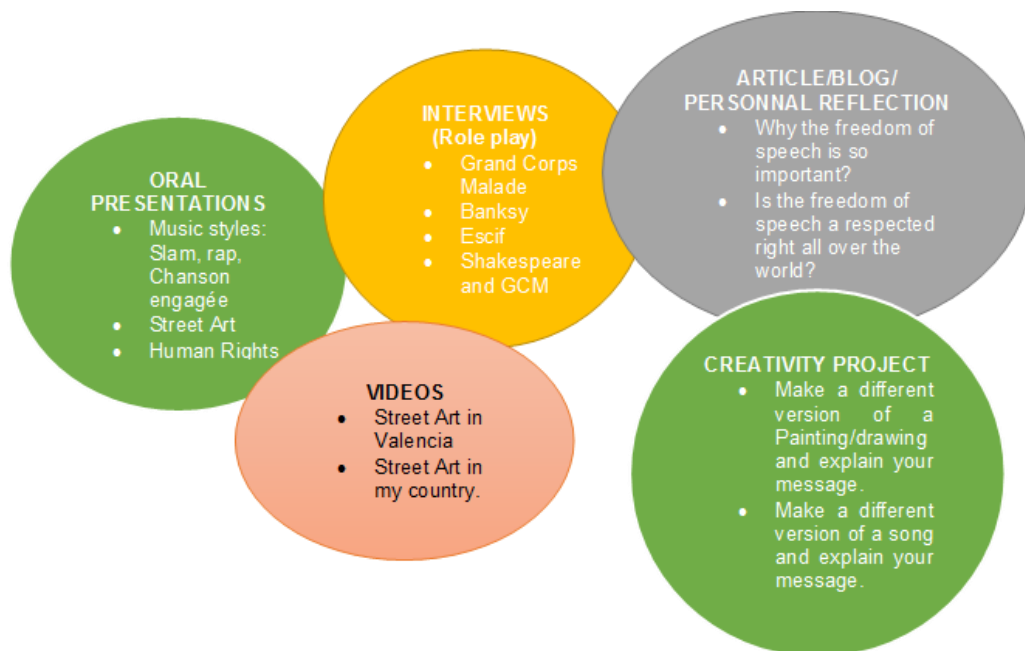 ORAL
PRESENTATIONS
• Music styles:
Slam, rap,
Chanson
engagée
• Street Art
• Human Rights
INTERVIEWS
(Role play)
• Grand Corps
Malade
• Banksy
• Escif
• Shakespeare
and GCM
ARTICLE/BLOG/
PERSONNAL REFLECTION
• Why the freedom of
speech is so
important?
• Is the freedom of
speech a respected
right all over the
world?
VIDEOS
• Street Art in
Valencia
• Street Art in
my country.
CREATIVITY PROJECT
• Make a different
version of a
Painting/drawing
and explain your
message.
• Make a different
version of a song
and explain your
message.